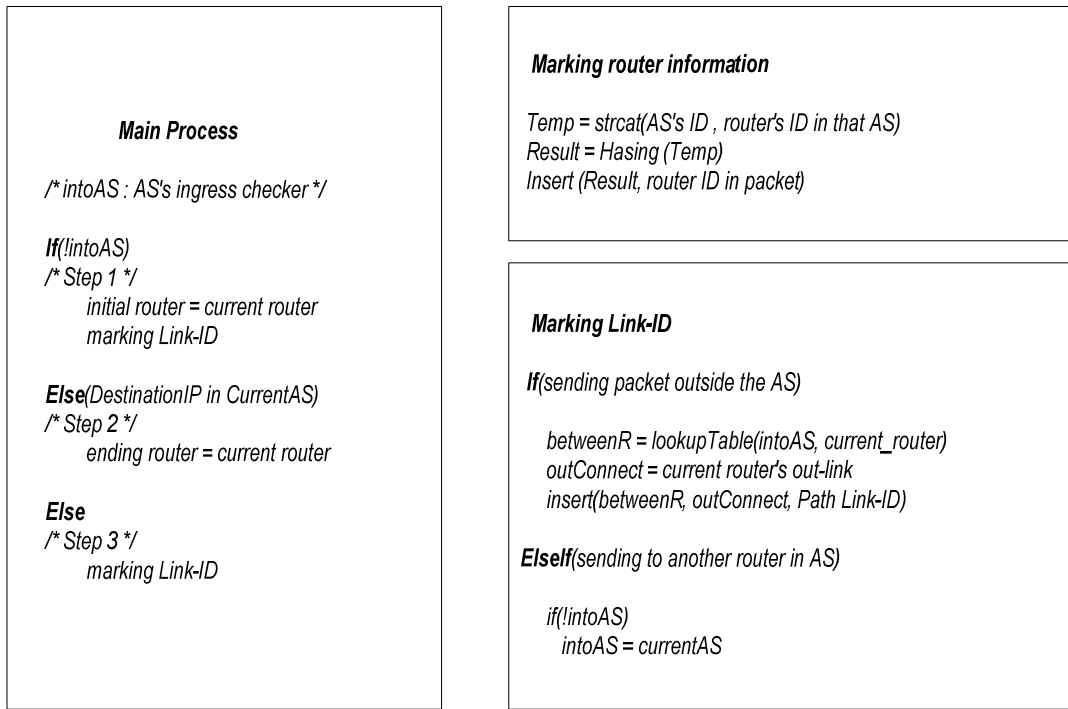 Main Process
/* intoAS : AS's ingress checker */
If(!intoAS)
/* Step 1 */
initial router = current router
marking Link-ID
Else(DestinationIP in CurrentAS)
/* Step 2 */
ending router = current router
Else
/* Step 3 */
marking Link-ID
Marking router information
Temp = strcat(AS's ID , router's ID in that AS)
Result = Hasing (Temp)
Insert (Result, router ID in packet)
Marking Link-ID
If(sending packet outside the AS)
betweenR = lookupTable(intoAS, current_router)
outConnect = current router's out-link
insert(betweenR, outConnect, Path Link-ID)
ElseIf(sending to another router in AS)
if(!intoAS)
intoAS = currentAS